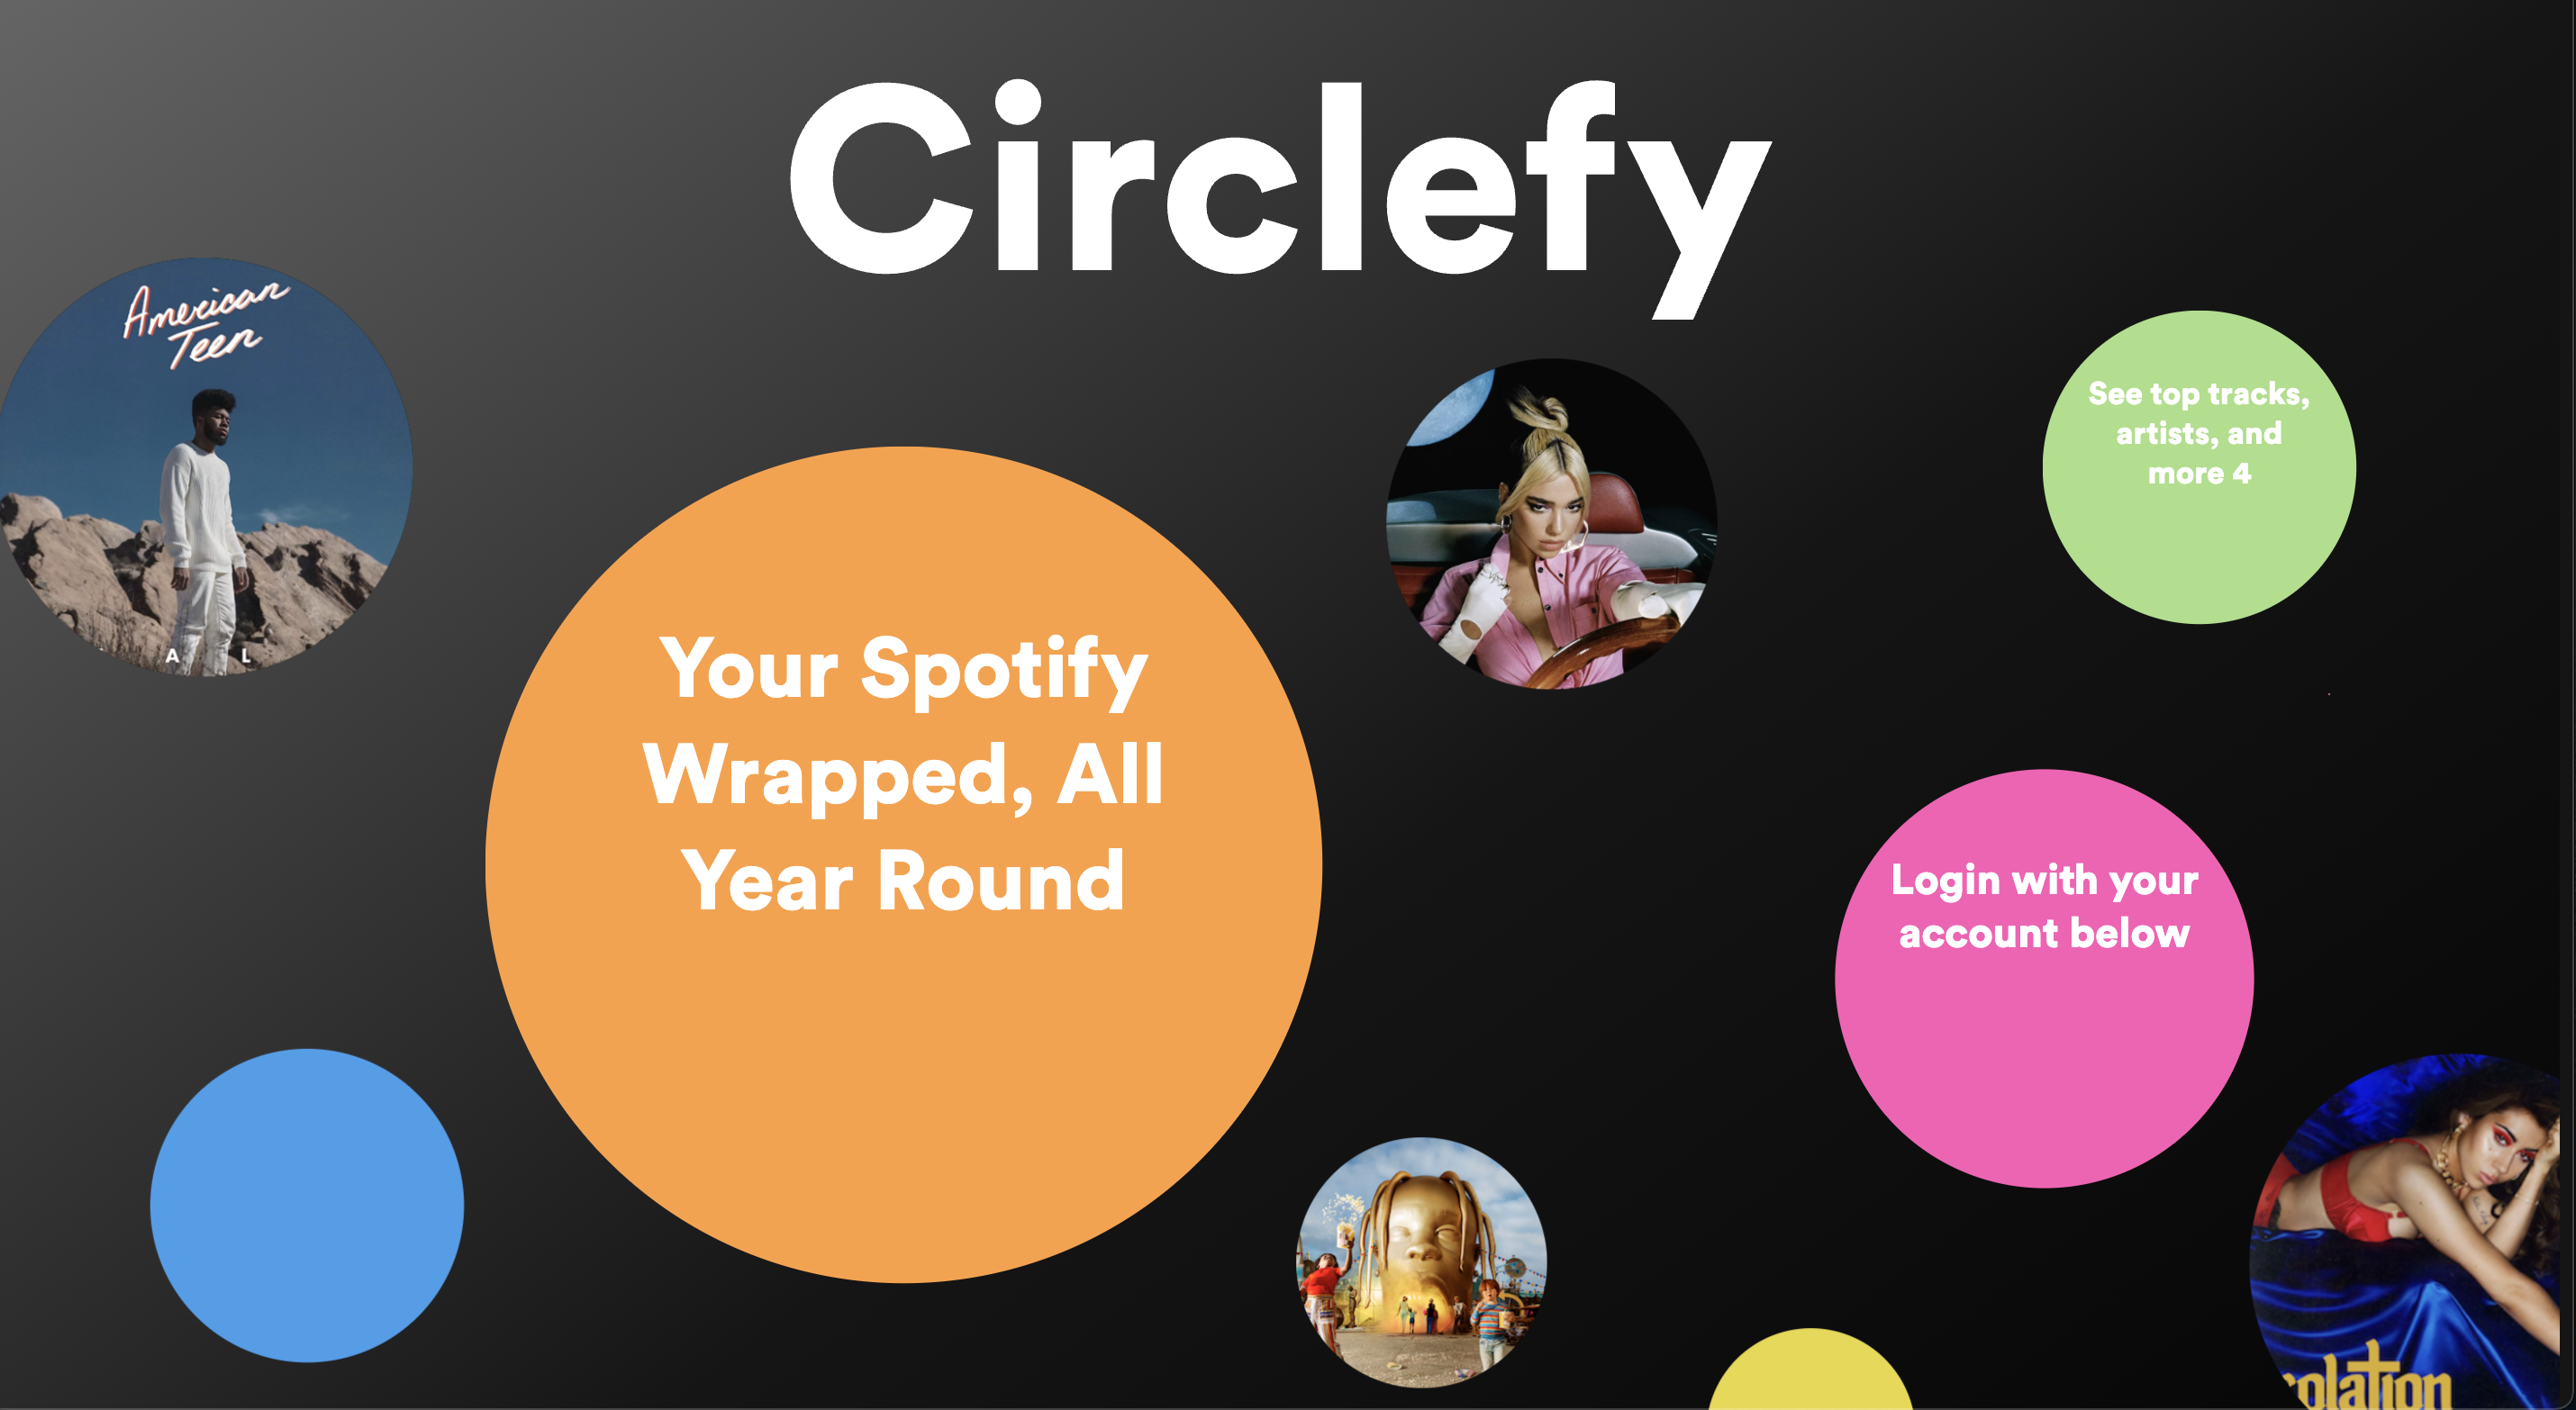 Circlefy
American
Teen
A L
See top tracks,
artists, and
more 4
Your Spotify
Wrapped, All
Year Round
Login with your
account below
olation